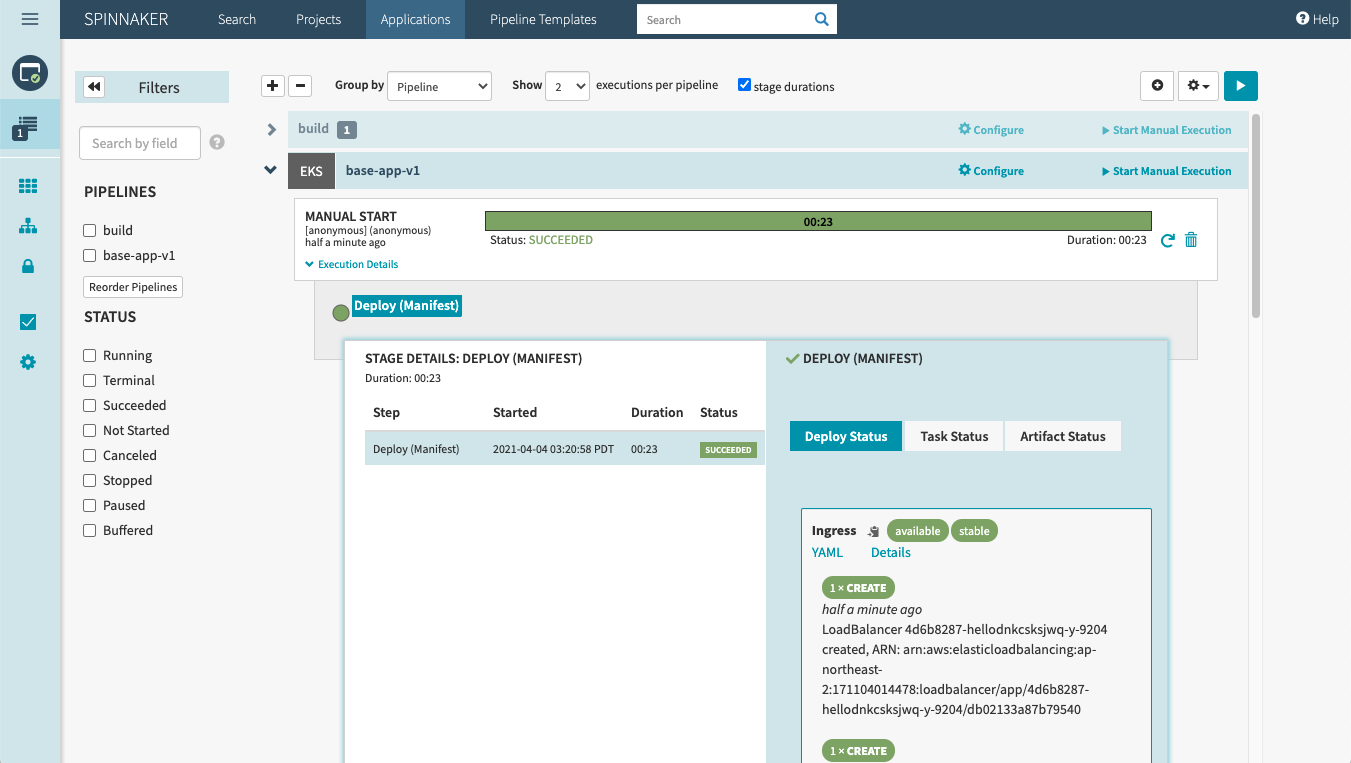 SPINNAKER Search Projects Applications Pipeline Templates Search Help
Filters
Group by Pipeline Show 2 executions per pipeline stage durations
1
Search by field
PIPELINES
build
base-app-v1
Reorder Pipelines
STATUS
Running
Terminal
Succeeded
Not Started
Canceled
Stopped
Paused
Buffered
build 1 Configure Start Manual Execution
EKS base-app-v1 Configure Start Manual Execution
MANUAL START
[anonymous] (anonymous)
half a minute ago
00:23
Status: SUCCEEDED Duration: 00:23
Execution Details
Deploy (Manifest)
STAGE DETAILS: DEPLOY (MANIFEST)
Duration: 00:23
Step Started Duration Status
Deploy (Manifest) 2021-04-04 03:20:58 PDT 00:23 SUCCEEDED
DEPLOY (MANIFEST)
Deploy Status Task Status Artifact Status
Ingress available stable
YAML Details
1 × CREATE
half a minute ago
LoadBalancer 4d6b8287-hellodnkcsksjwq-y-9204
created, ARN: arn:aws:elasticloadbalancing:ap-
northeast-
2:171104014478:loadbalancer/app/4d6b8287-
hellodnkcsksjwq-y-9204/db02133a87b79540
1 × CREATE